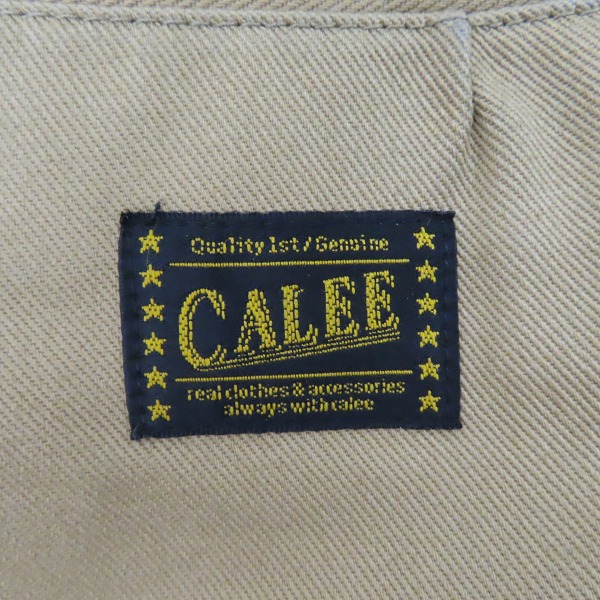 Quality 1st/Genuine
CALEE
real clothes & accessories
always with calee